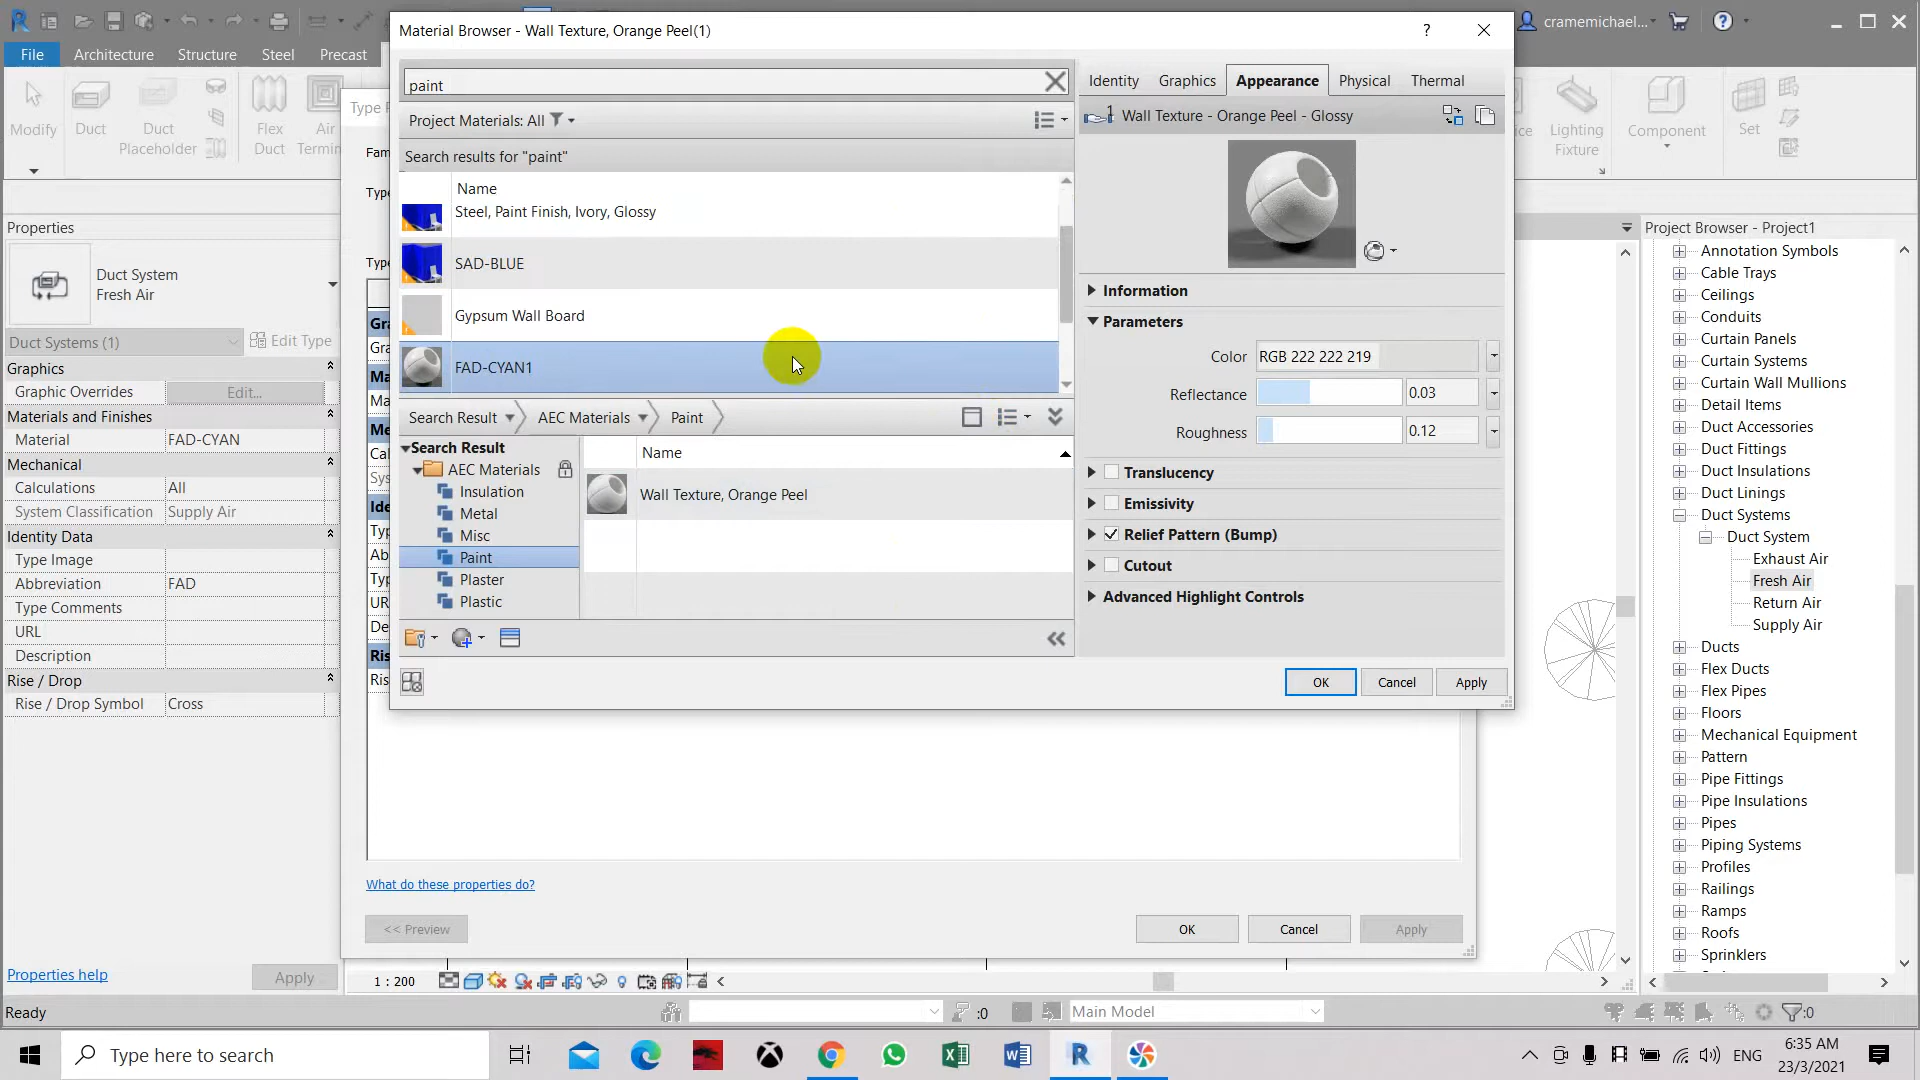 cramemichael...
File
Architecture
Structure
Steel
Precast
Modify
Duct
Duct
Placeholder
Flex
Duct
Air
Termin
Lighting
Fixture
Component
Set
Type
Properties
Duct System
Fresh Air
Duct Systems (1)
Edit Type
Graphics
Graphic Overrides
Edit...
Materials and Finishes
Material
FAD-CYAN
Mechanical
Calculations
All
System Classification
Supply Air
Identity Data
Type Image
Abbreviation
FAD
Type Comments
URL
Description
Rise / Drop
Rise / Drop Symbol
Cross
Properties help
Apply
Material Browser - Wall Texture, Orange Peel(1)
?
paint
Project Materials: All
Search results for "paint"
Name
Steel, Paint Finish, Ivory, Glossy
SAD-BLUE
Gypsum Wall Board
FAD-CYAN1
Search Result
AEC Materials
Paint
Search Result
AEC Materials
Insulation
Metal
Misc
Paint
Plaster
Plastic
Name
Wall Texture, Orange Peel
Identity
Graphics
Appearance
Physical
Thermal
1
Wall Texture - Orange Peel - Glossy
Information
Parameters
Color
RGB 222 222 219
Reflectance
0.03
Roughness
0.12
Translucency
Emissivity
Relief Pattern (Bump)
Cutout
Advanced Highlight Controls
OK
Cancel
Apply
What do these properties do?
<< Preview
OK
Cancel
Apply
Project Browser - Project1
Annotation Symbols
Cable Trays
Ceilings
Conduits
Curtain Panels
Curtain Systems
Curtain Wall Mullions
Detail Items
Duct Accessories
Duct Fittings
Duct Insulations
Duct Linings
Duct Systems
Duct System
Exhaust Air
Fresh Air
Return Air
Supply Air
Ducts
Flex Ducts
Flex Pipes
Floors
Mechanical Equipment
Pattern
Pipe Fittings
Pipe Insulations
Pipes
Piping Systems
Profiles
Railings
Ramps
Roofs
Sprinklers
1 : 200
Ready
:0
Main Model
:0
Type here to search
ENG
6:35 AM
23/3/2021